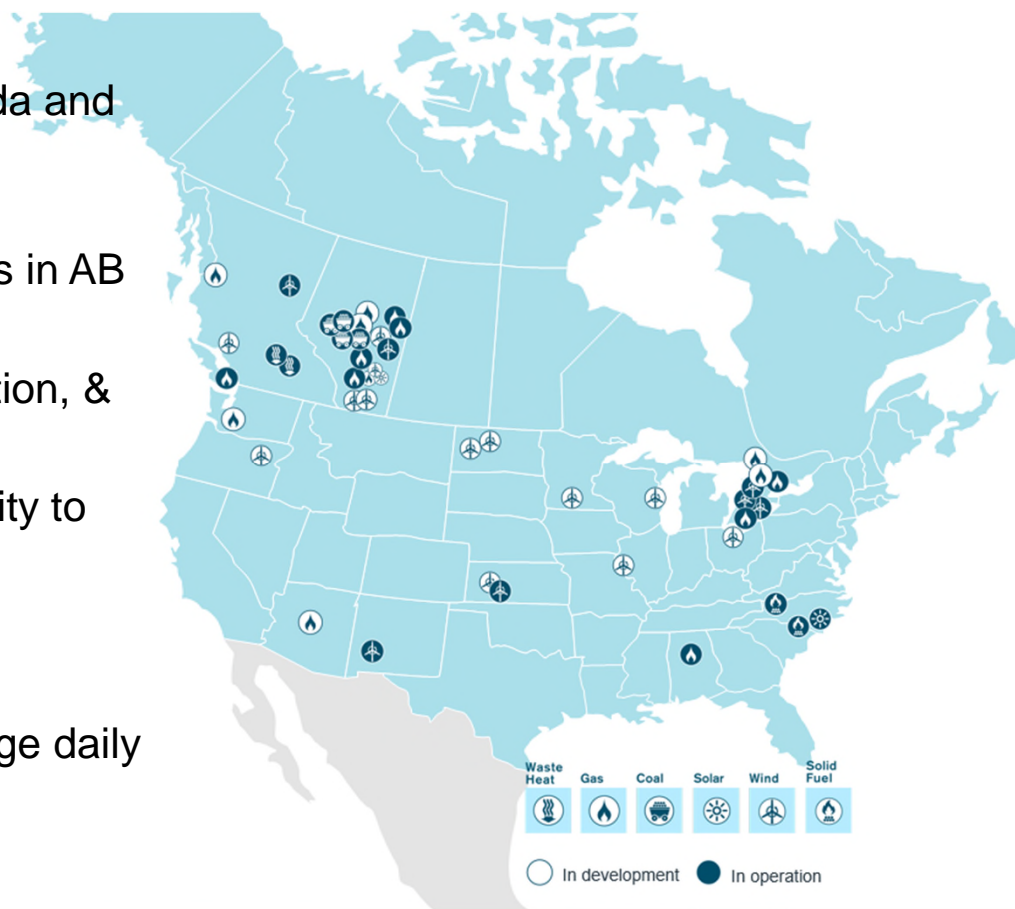 da and
s in AB
tion, &
ity to
ge daily
Waste Heat
Gas
Coal
Solar
Wind
Solid Fuel
In development
In operation